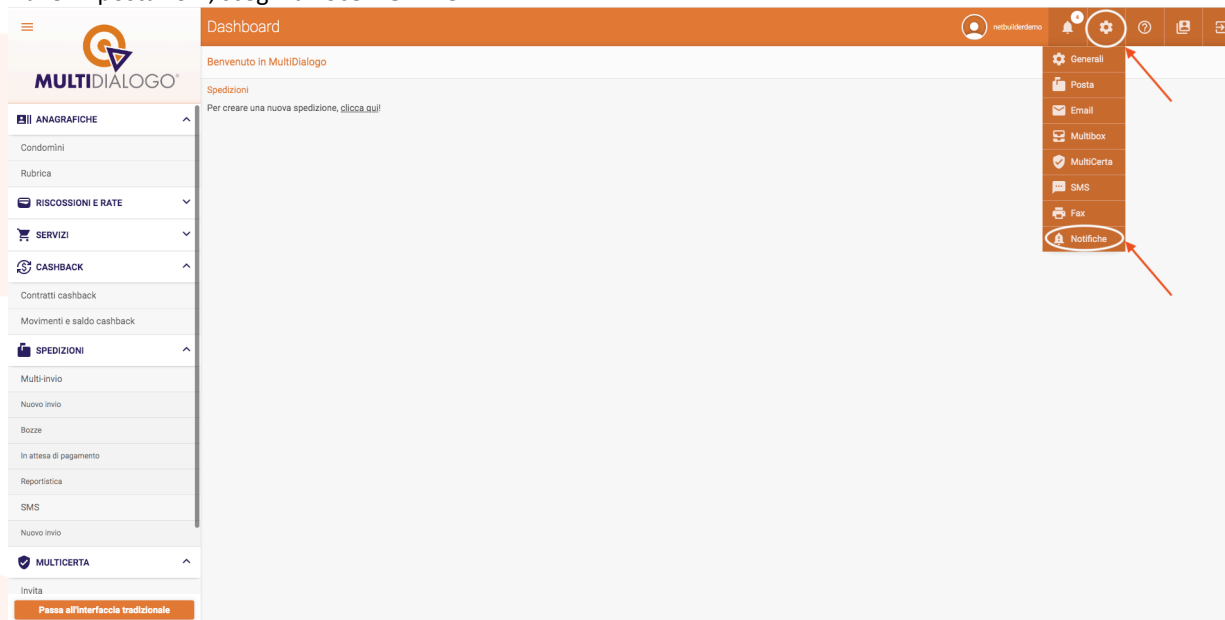 Dashboard
netbuilderdemo
4
MULTIDIALOGO®
Benvenuto in MultiDialogo
Spedizioni
Per creare una nuova spedizione, clicca qui!
Generali
Posta
Email
Multibox
MultiCerta
SMS
Fax
Notifiche
ANAGRAFICHE
Condomìni
Rubrica
RISCOSSIONI E RATE
SERVIZI
CASHBACK
Contratti cashback
Movimenti e saldo cashback
SPEDIZIONI
Multi-invio
Nuovo invio
Bozze
In attesa di pagamento
Reportistica
SMS
Nuovo invio
MULTICERTA
Invita
Passa all'interfaccia tradizionale